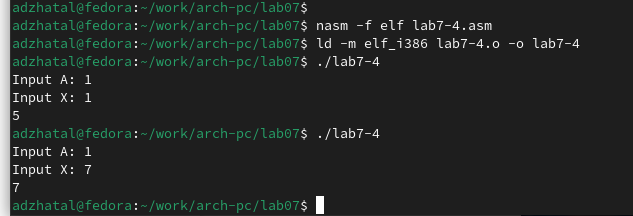 adzhatal@fedora:~/work/arch-pc/lab07$
adzhatal@fedora:~/work/arch-pc/lab07$ nasm -f elf lab7-4.asm
adzhatal@fedora:~/work/arch-pc/lab07$ ld -m elf_i386 lab7-4.o -o lab7-4
adzhatal@fedora:~/work/arch-pc/lab07$ ./lab7-4
Input A: 1
Input X: 1
5
adzhatal@fedora:~/work/arch-pc/lab07$ ./lab7-4
Input A: 1
Input X: 7
7
adzhatal@fedora:~/work/arch-pc/lab07$